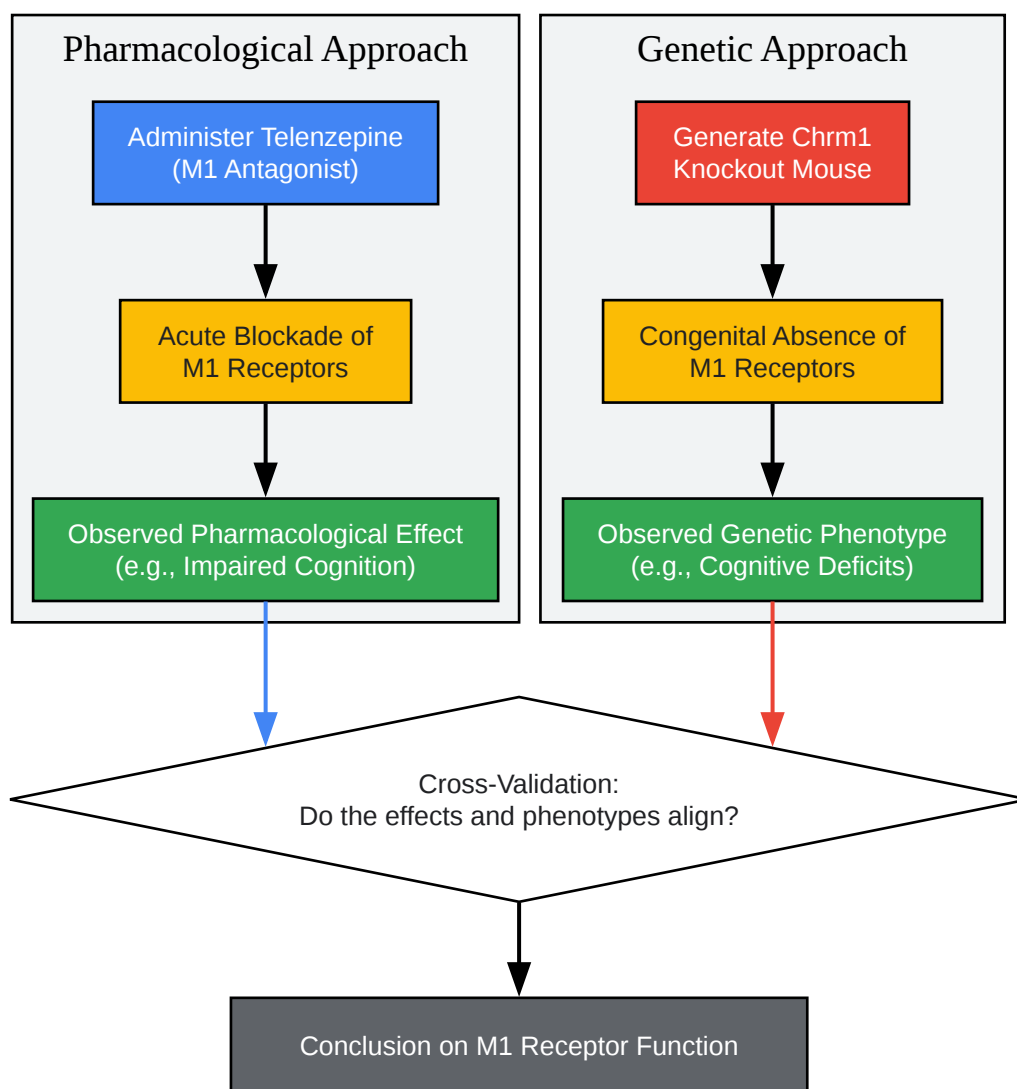 Pharmacological Approach
Administer Telenzepine
(M1 Antagonist)
Acute Blockade of
M1 Receptors
Observed Pharmacological Effect
(e.g., Impaired Cognition)
Genetic Approach
Generate Chrm1
Knockout Mouse
Congenital Absence of
M1 Receptors
Observed Genetic Phenotype
(e.g., Cognitive Deficits)
Cross-Validation:
Do the effects and phenotypes align?
Conclusion on M1 Receptor Function